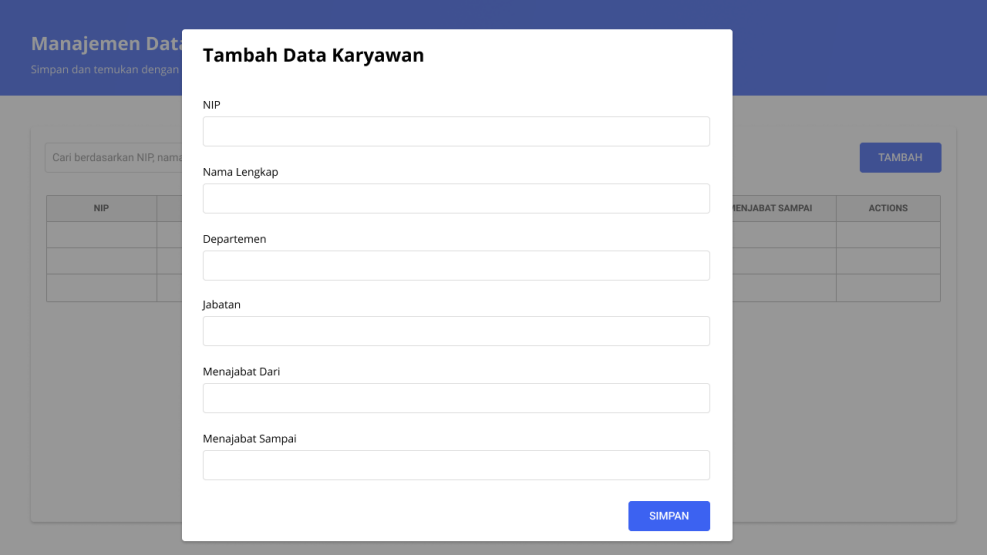 Manajemen Data
Simpan dan temukan dengan
Tambah Data Karyawan
NIP
Nama Lengkap
Departemen
Jabatan
Menajabat Dari
Menajabat Sampai
SIMPAN
Cari berdasarkan NIP, nama
TAMBAH
NIP
MENJABAT SAMPAI
ACTIONS